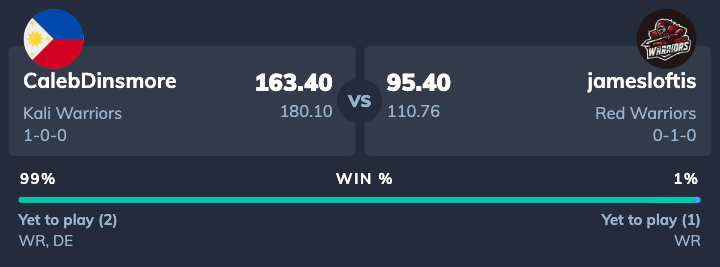 CalebDinsmore 163.40 VS 95.40 jamesloftis
Kali Warriors 180.10 110.76 Red Warriors
1-0-0 0-1-0
WARRIORS
99% WIN % 1%
Yet to play (2) Yet to play (1)
WR, DE WR